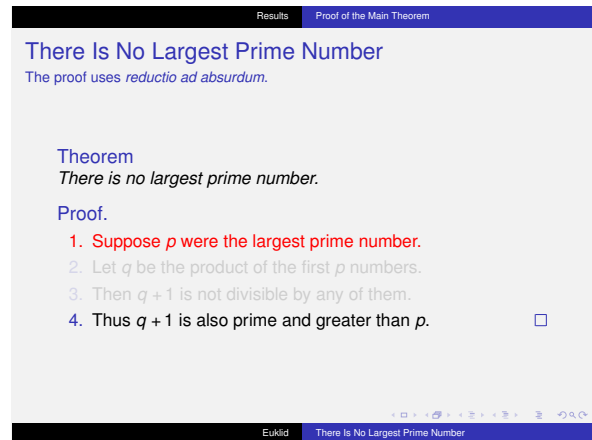 Results Proof of the Main Theorem
There Is No Largest Prime Number
The proof uses reductio ad absurdum.
Theorem
There is no largest prime number.
Proof.
1. Suppose p were the largest prime number.
2. Let q be the product of the first p numbers.
3. Then q + 1 is not divisible by any of them.
4. Thus q + 1 is also prime and greater than p.
Euklid There Is No Largest Prime Number